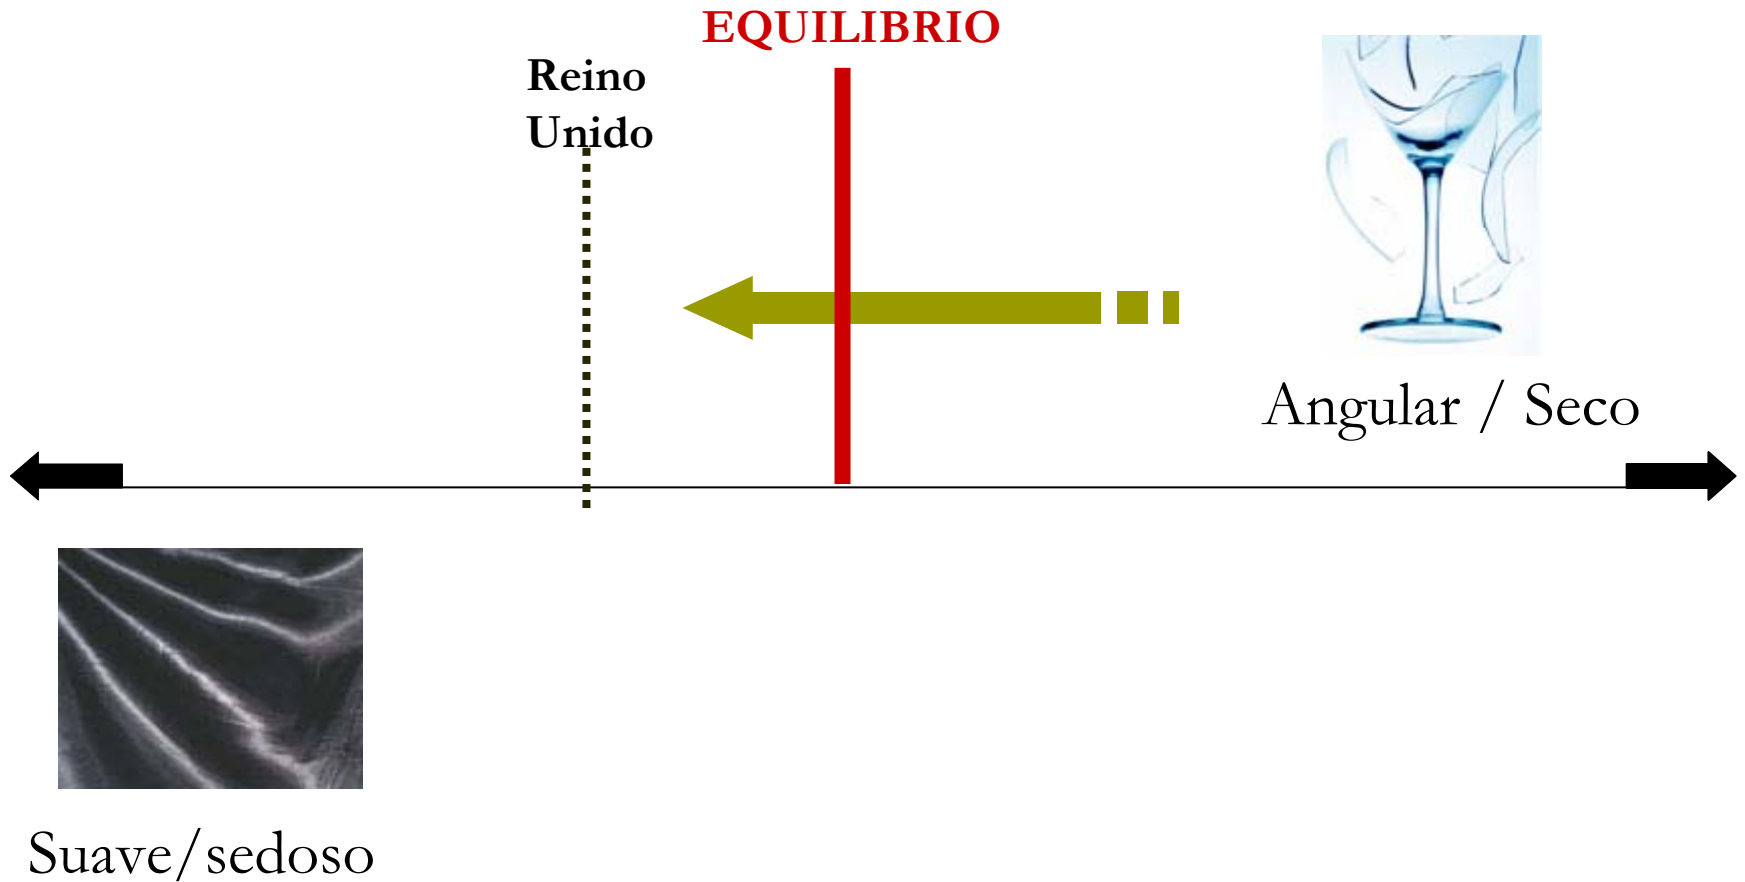 EQUILIBRIO
Reino
Unido
Angular / Seco
Suave/sedoso